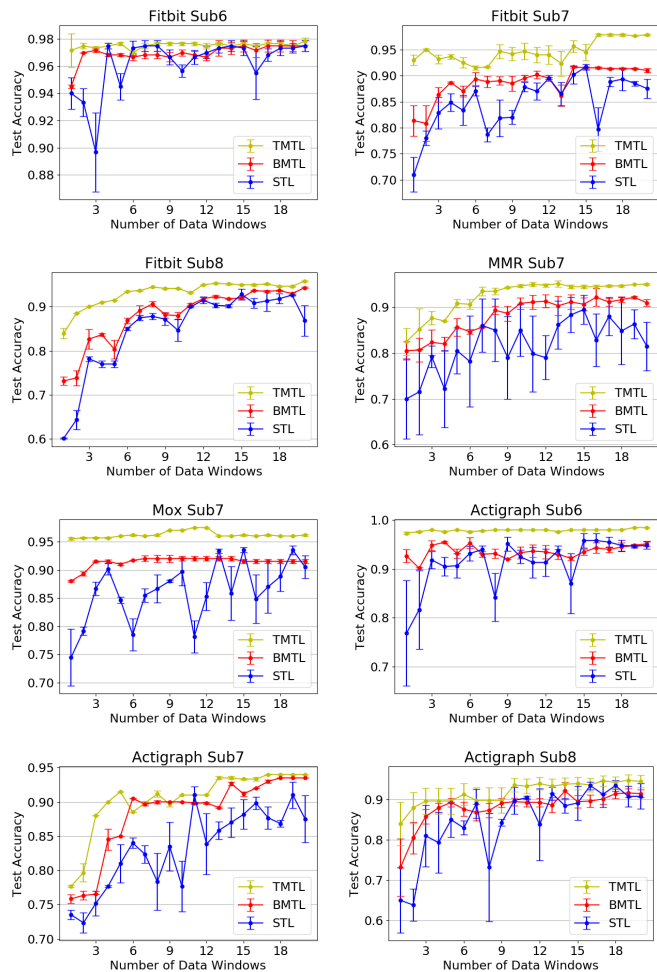 Fitbit Sub6
Test Accuracy
0.98
0.96
0.94
0.92
0.90
0.88
TMTL
BMTL
STL
3 6 9 12 15 18
Number of Data Windows
Fitbit Sub7
Test Accuracy
0.95
0.90
0.85
0.80
0.75
0.70
TMTL
BMTL
STL
3 6 9 12 15 18
Number of Data Windows
Fitbit Sub8
Test Accuracy
0.9
0.8
0.7
0.6
TMTL
BMTL
STL
3 6 9 12 15 18
Number of Data Windows
MMR Sub7
Test Accuracy
0.9
0.8
0.7
0.6
TMTL
BMTL
STL
3 6 9 12 15 18
Number of Data Windows
Mox Sub7
Test Accuracy
0.95
0.90
0.85
0.80
0.75
0.70
TMTL
BMTL
STL
3 6 9 12 15 18
Number of Data Windows
Actigraph Sub6
Test Accuracy
1.0
0.9
0.8
0.7
TMTL
BMTL
STL
3 6 9 12 15 18
Number of Data Windows
Actigraph Sub7
Test Accuracy
0.95
0.90
0.85
0.80
0.75
0.70
TMTL
BMTL
STL
3 6 9 12 15 18
Number of Data Windows
Actigraph Sub8
Test Accuracy
0.9
0.8
0.7
0.6
TMTL
BMTL
STL
3 6 9 12 15 18
Number of Data Windows